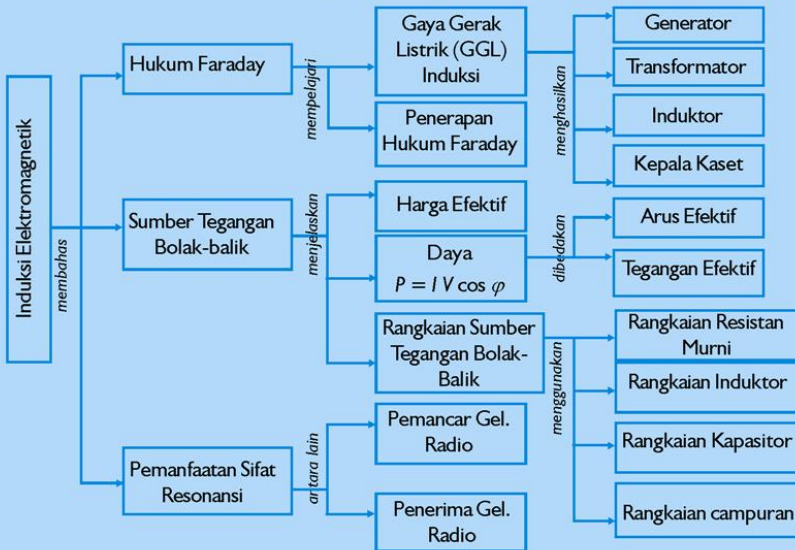 Induksi Elektromagnetik
membahas
Hukum Faraday
mempelajari
Gaya Gerak
Listrik (GGL)
Induksi
menghasilkan
Generator
Transformator
Induktor
Kepala Kaset
Penerapan
Hukum Faraday
Sumber Tegangan
Bolak-balik
menjelaskan
Harga Efektif
Daya
P = I V cos φ
dibedakan
Arus Efektif
Tegangan Efektif
Rangkaian Sumber
Tegangan Bolak-
Balik
menggunakan
Rangkaian Resistan
Murni
Rangkaian Induktor
Rangkaian Kapasitor
Rangkaian campuran
Pemanfaatan Sifat
Resonansi
antara lain
Pemancar Gel.
Radio
Penerima Gel.
Radio